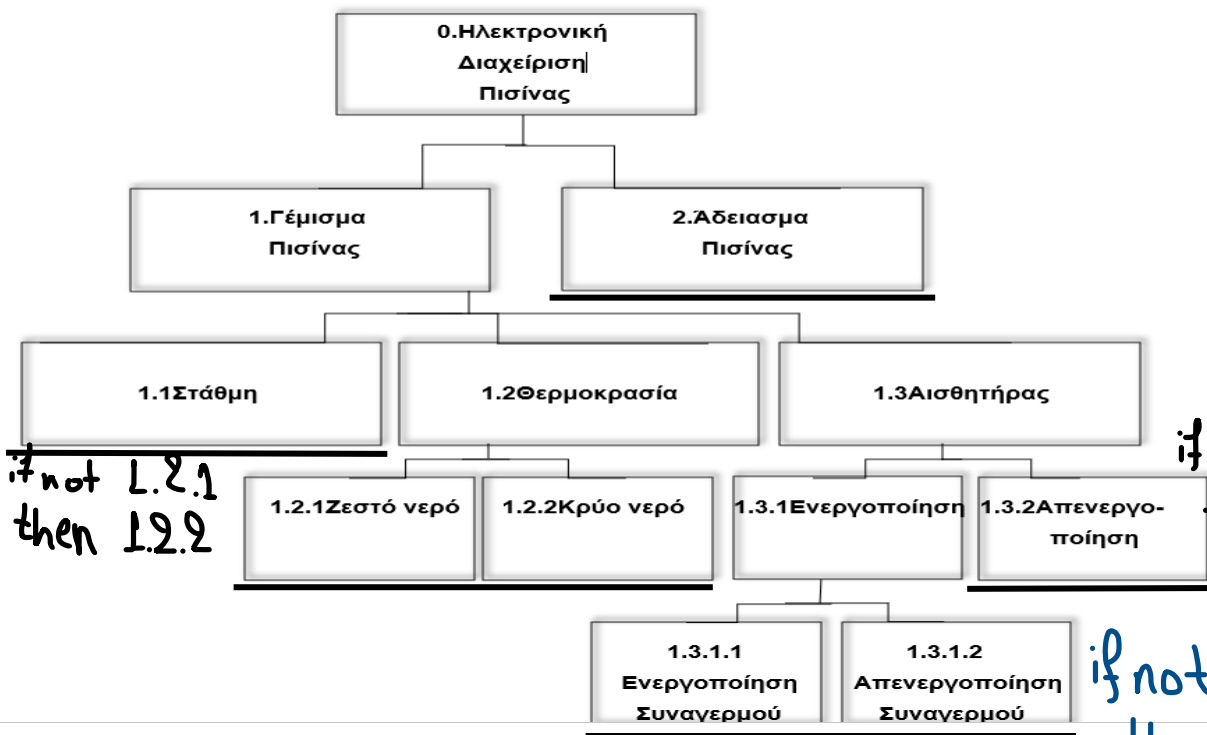 0.Ηλεκτρονική
Διαχείριση
Πισίνας
1.Γέμισμα
Πισίνας
2.Άδειασμα
Πισίνας
1.1Στάθμη
1.2Θερμοκρασία
1.3Αισθητήρας
if not 1.2.1
then 1.2.2
if
1.2.1Ζεστό νερό
1.2.2Κρύο νερό
1.3.1Ενεργοποίηση
1.3.2Απενεργο-
ποίηση
1.3.1.1
Ενεργοποίηση
Συναγερμού
1.3.1.2
Απενεργοποίηση
Συναγερμού
if not